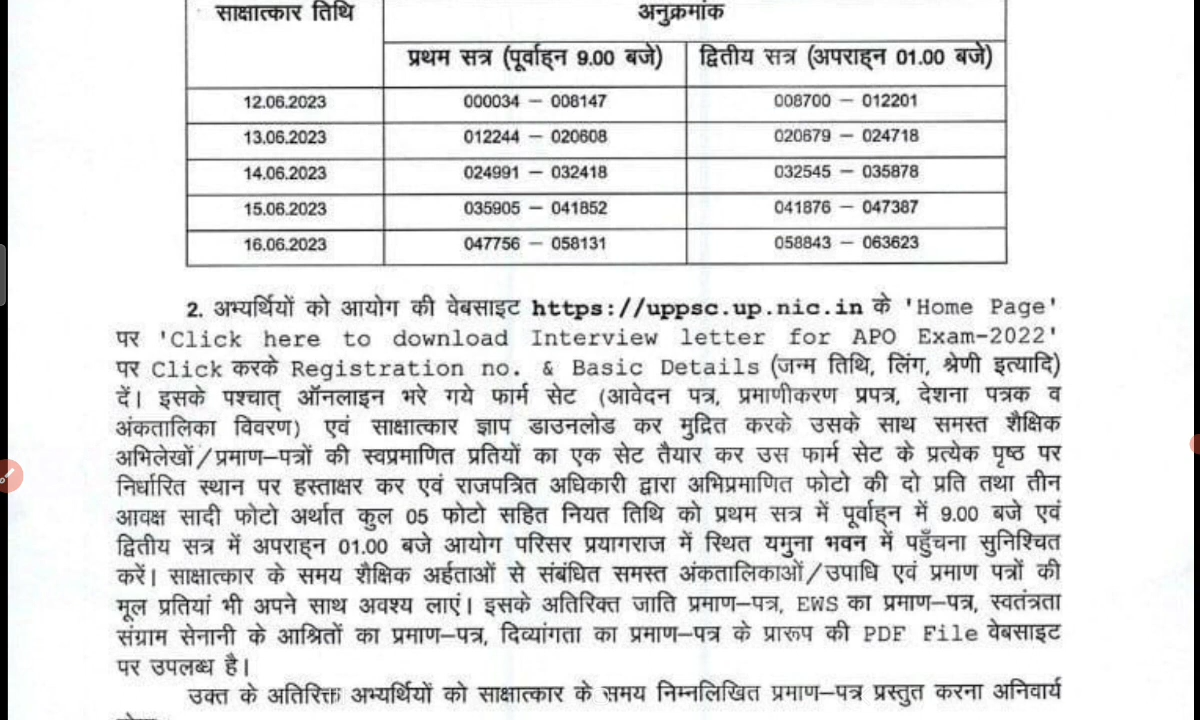 साक्षात्कार तिथि अनुक्रमांक
प्रथम सत्र (पूर्वाह्न 9.00 बजे) द्वितीय सत्र (अपराह्न 01.00 बजे)
12.06.2023 000034 – 008147 008700 – 012201
13.06.2023 012244 – 020608 020679 – 024718
14.06.2023 024991 – 032418 032545 – 035878
15.06.2023 035905 – 041852 041876 – 047387
16.06.2023 047756 – 058131 058843 – 063623
2. अभ्यर्थियों को आयोग की वेबसाइट https://uppsc.up.nic.in के 'Home Page'
पर 'Click here to download Interview letter for APO Exam-2022'
पर Click करके Registration no. & Basic Details (जन्म तिथि, लिंग, श्रेणी इत्यादि)
दें। इसके पश्चात् ऑनलाइन भरे गये फार्म सेट (आवेदन पत्र, प्रमाणीकरण प्रपत्र, देशना पत्रक व
अंकतालिका विवरण) एवं साक्षात्कार ज्ञाप डाउनलोड कर मुद्रित करके उसके साथ समस्त शैक्षिक
अभिलेखों/प्रमाण–पत्रों की स्वप्रमाणित प्रतियों का एक सेट तैयार कर उस फार्म सेट के प्रत्येक पृष्ठ पर
निर्धारित स्थान पर हस्ताक्षर कर एवं राजपत्रित अधिकारी द्वारा अभिप्रमाणित फोटो की दो प्रति तथा तीन
आवक्ष सादी फोटो अर्थात कुल 05 फोटो सहित नियत तिथि को प्रथम सत्र में पूर्वाह्न में 9.00 बजे एवं
द्वितीय सत्र में अपराह्न 01.00 बजे आयोग परिसर प्रयागराज में स्थित यमुना भवन में पहुँचना सुनिश्चित
करें। साक्षात्कार के समय शैक्षिक अर्हताओं से संबंधित समस्त अंकतालिकाओं/उपाधि एवं प्रमाण पत्रों की
मूल प्रतियां भी अपने साथ अवश्य लाएं। इसके अतिरिक्त जाति प्रमाण–पत्र, EWS का प्रमाण–पत्र, स्वतंत्रता
संग्राम सेनानी के आश्रितों का प्रमाण–पत्र, दिव्यांगता का प्रमाण–पत्र के प्रारूप की PDF File वेबसाइट
पर उपलब्ध है।
उक्त के अतिरिक्त अभ्यर्थियों को साक्षात्कार के समय निम्नलिखित प्रमाण–पत्र प्रस्तुत करना अनिवार्य